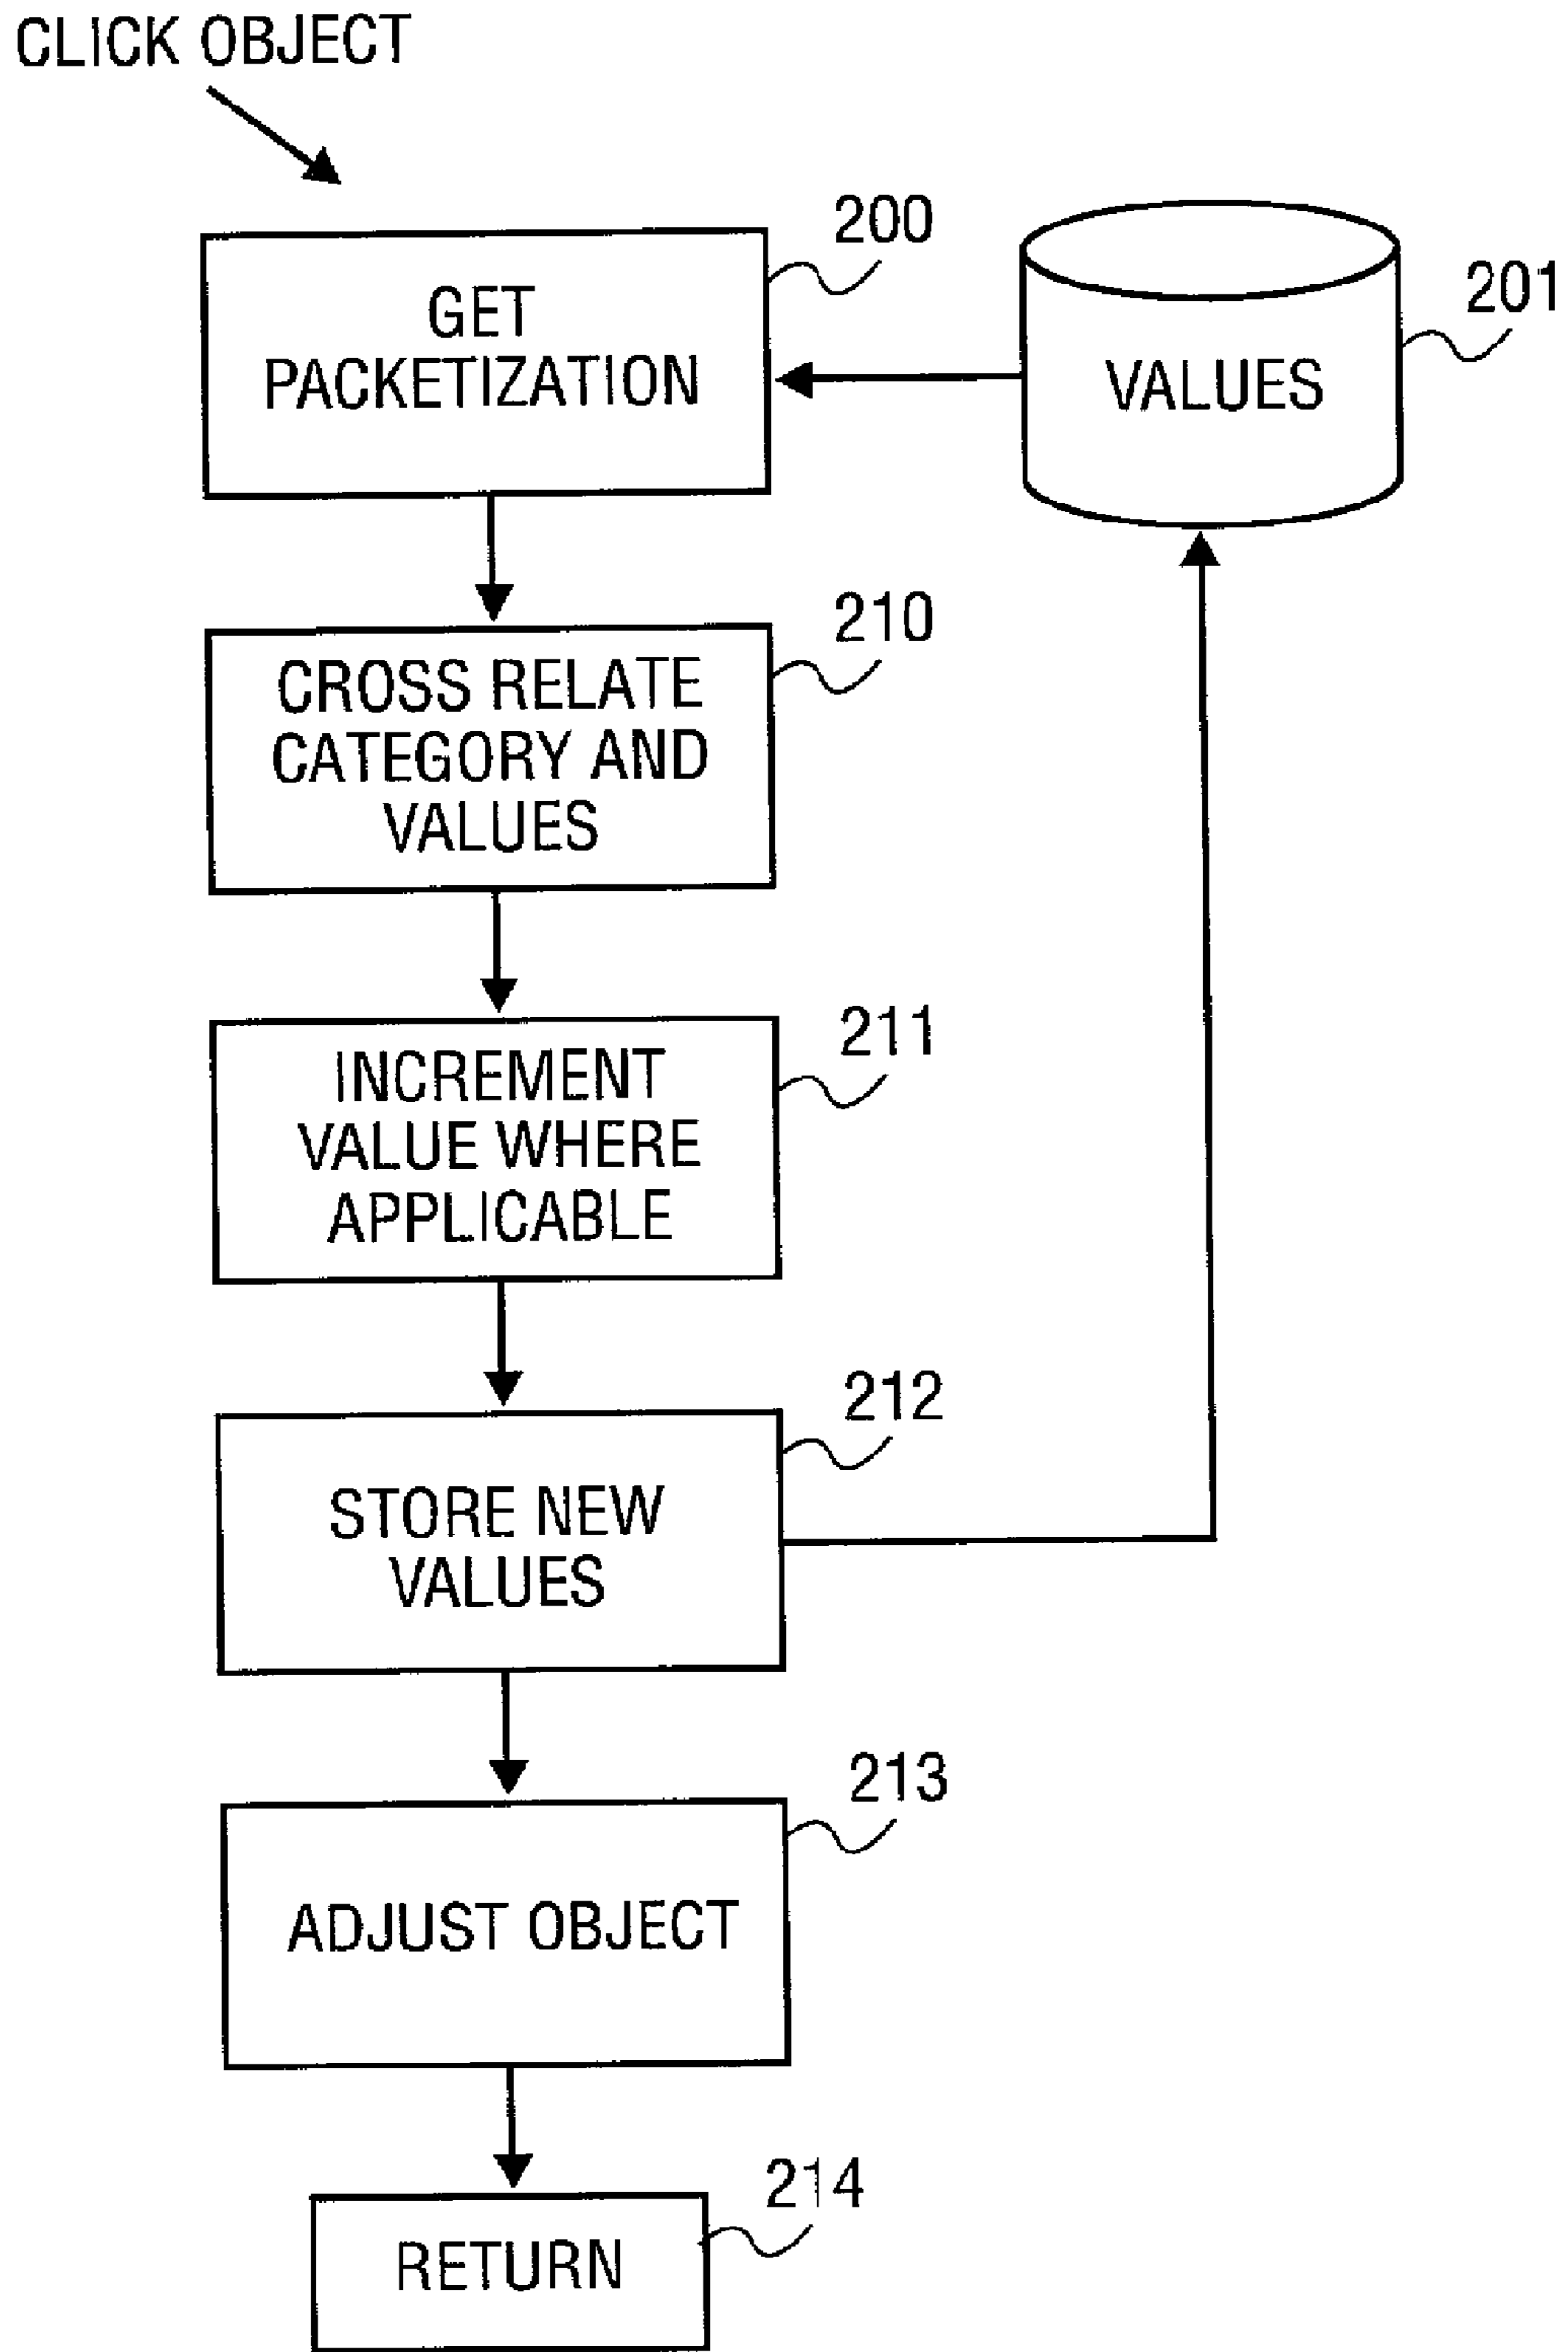 CLICK OBJECT
200
GET
PACKETIZATION
201
VALUES
210
CROSS RELATE
CATEGORY AND
VALUES
211
INCREMENT
VALUE WHERE
APPLICABLE
212
STORE NEW
VALUES
213
ADJUST OBJECT
214
RETURN